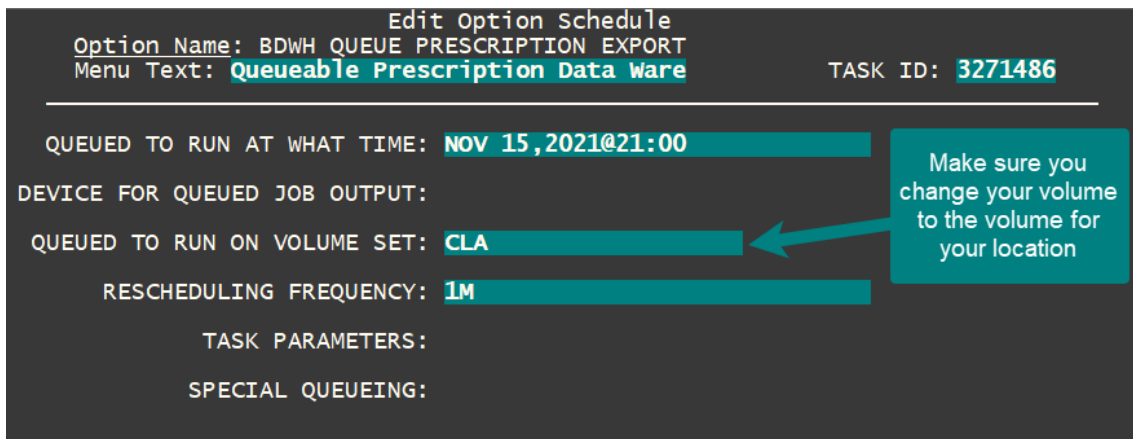 Edit Option Schedule
Option Name: BDWH QUEUE PRESCRIPTION EXPORT
Menu Text: Queueable Prescription Data Ware TASK ID: 3271486
QUEUED TO RUN AT WHAT TIME: NOV 15,2021@21:00
DEVICE FOR QUEUED JOB OUTPUT:
QUEUED TO RUN ON VOLUME SET: CLA
RESCHEDULING FREQUENCY: 1M
TASK PARAMETERS:
SPECIAL QUEUEING:
Make sure you
change your volume
to the volume for
your location